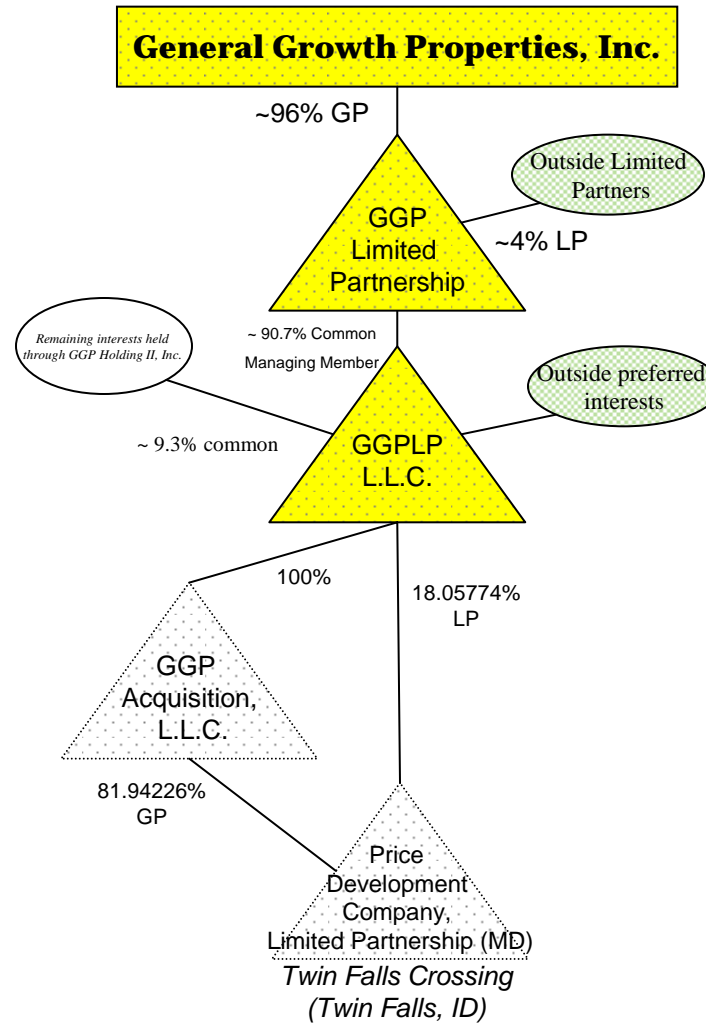 General Growth Properties, Inc.
~96% GP
Outside Limited
Partners
GGP
Limited
Partnership
~4% LP
Remaining interests held
through GGP Holding II, Inc.
~ 90.7% Common
Managing Member
Outside preferred
interests
~ 9.3% common
GGPLP
L.L.C.
100%
18.05774%
LP
GGP
Acquisition,
L.L.C.
81.94226%
GP
Price
Development
Company,
Limited Partnership (MD)
Twin Falls Crossing
(Twin Falls, ID)